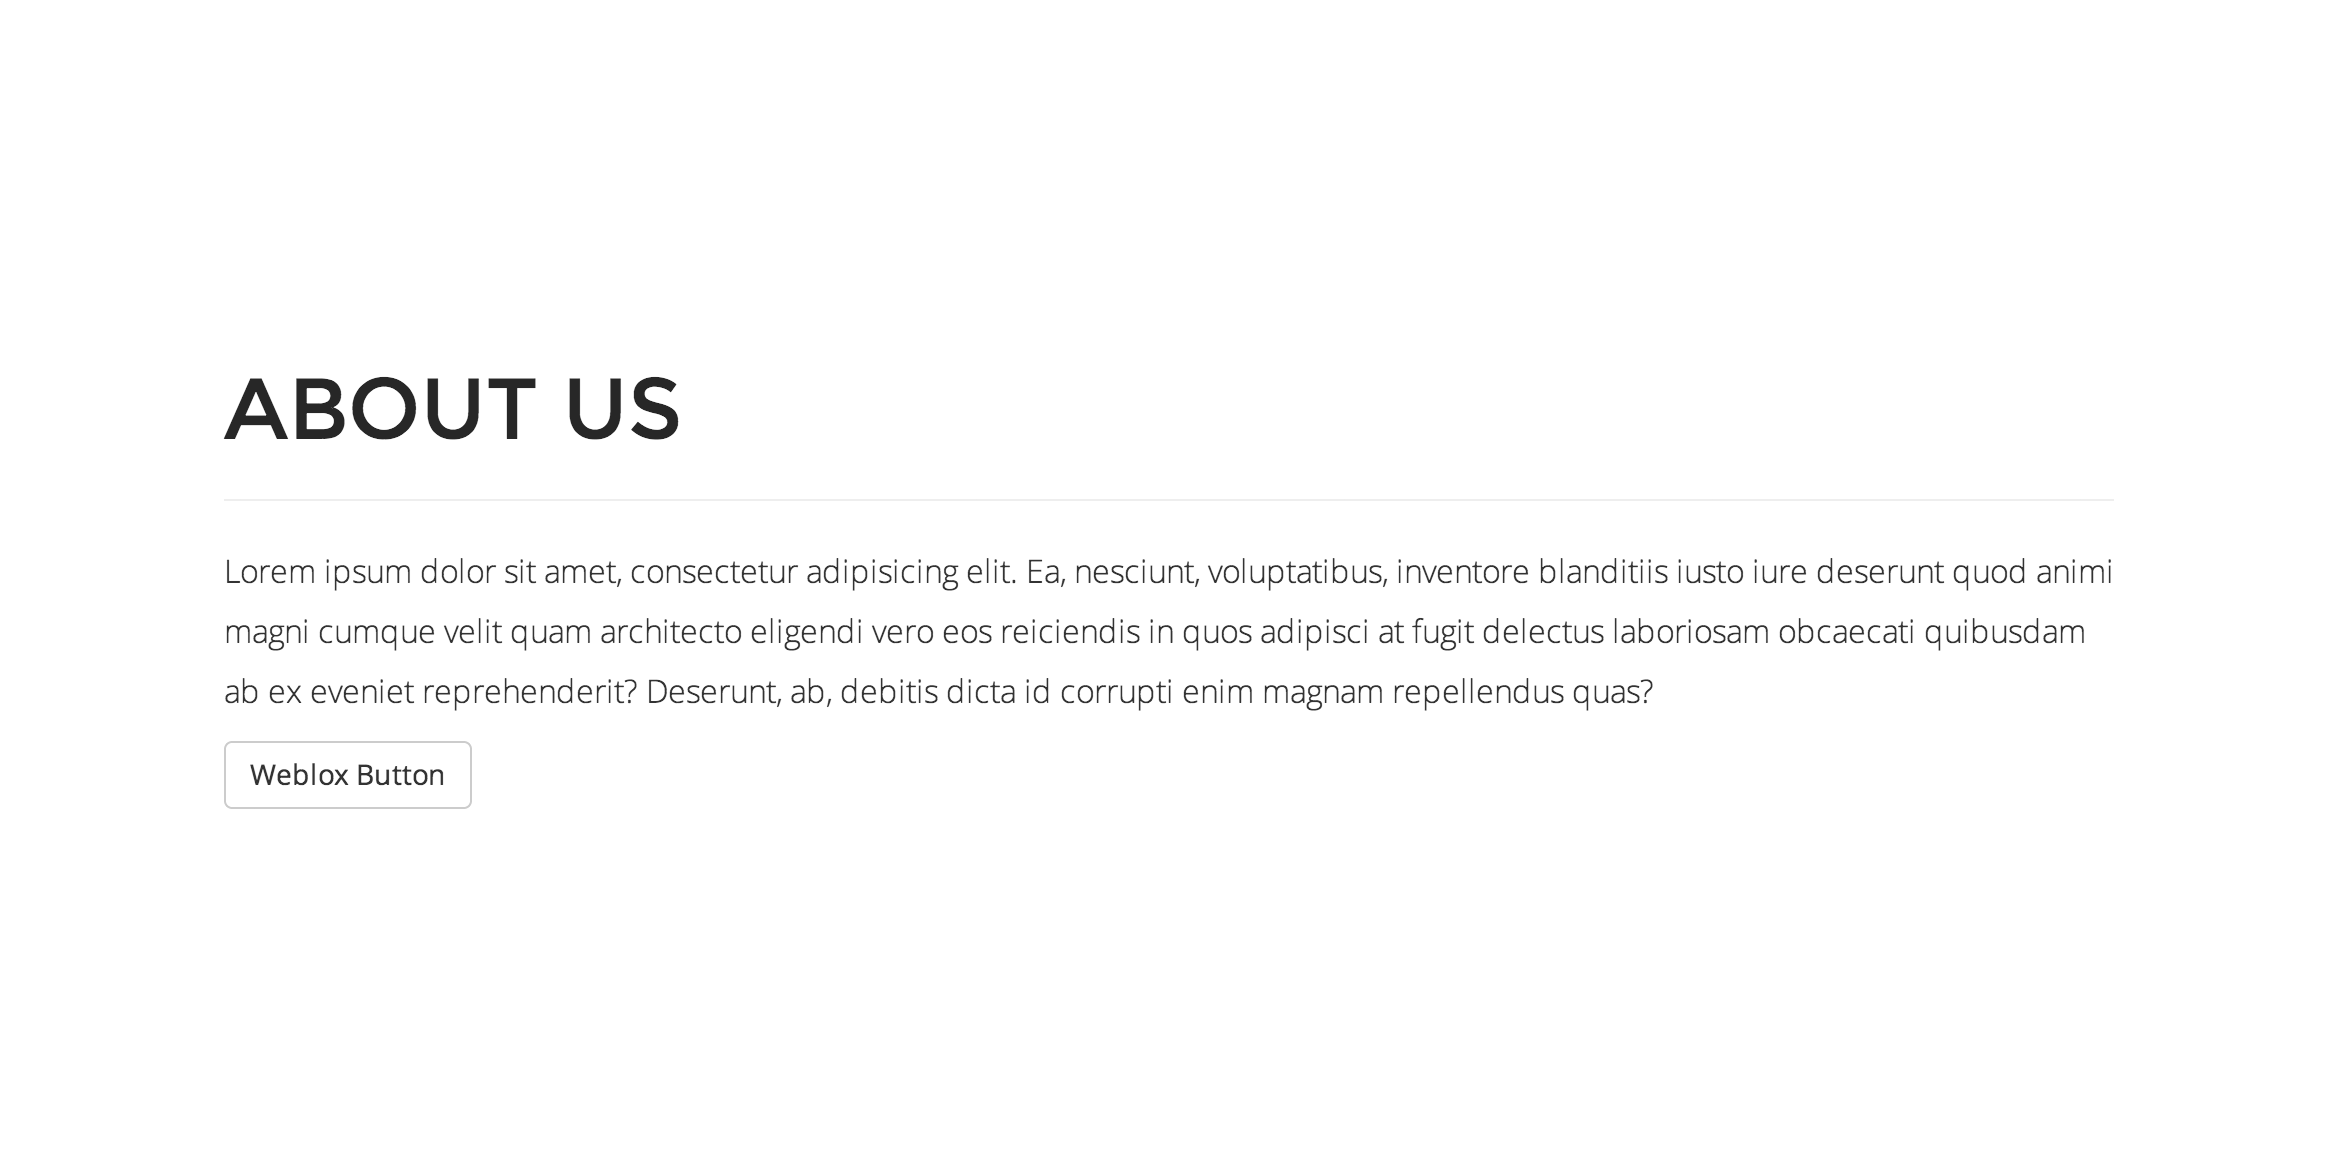 ABOUT US
Lorem ipsum dolor sit amet, consectetur adipisicing elit. Ea, nesciunt, voluptatibus, inventore blanditiis iusto iure deserunt quod animi
magni cumque velit quam architecto eligendi vero eos reiciendis in quos adipisci at fugit delectus laboriosam obcaecati quibusdam
ab ex eveniet reprehenderit? Deserunt, ab, debitis dicta id corrupti enim magnam repellendus quas?
Weblox Button